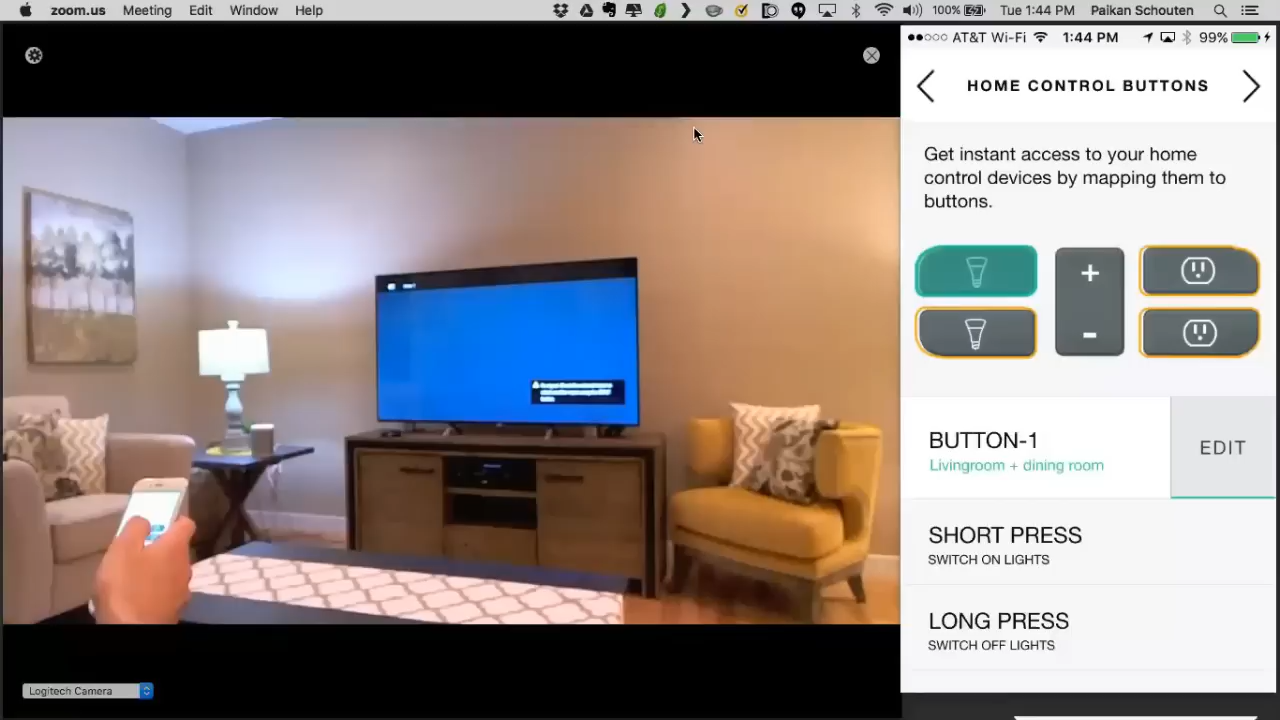 zoom.us Meeting Edit Window Help 100% Tue 1:44 PM Paikan Schouten
AT&T Wi-Fi 1:44 PM 99%
HOME CONTROL BUTTONS
Get instant access to your home
control devices by mapping them to
buttons.
+
-
BUTTON-1
Livingroom + dining room
EDIT
SHORT PRESS
SWITCH ON LIGHTS
LONG PRESS
SWITCH OFF LIGHTS
Logitech Camera